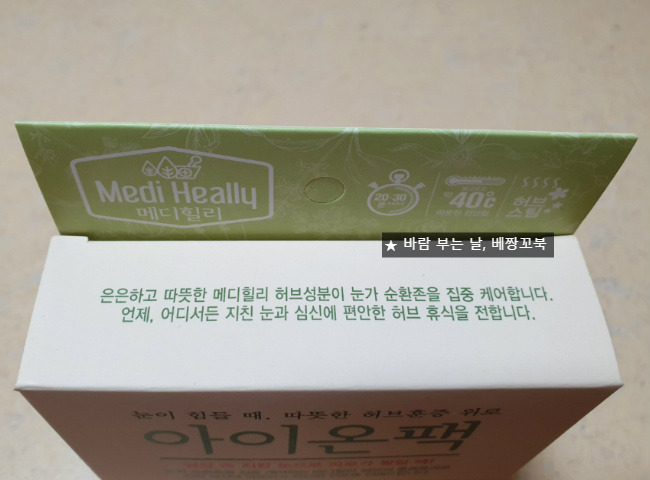 Medi Heally
메디힐리
20-30
40℃
허브
스팀
★ 바람 부는 날, 베짱꼬북
은은하고 따뜻한 메디힐리 허브성분이 눈가 순환존을 집중 케어합니다.
언제, 어디서든 지친 눈과 심신에 편안한 허브 휴식을 전합니다.
눈이 힘들 때, 따뜻한 허브훈증 위로
아이온팩